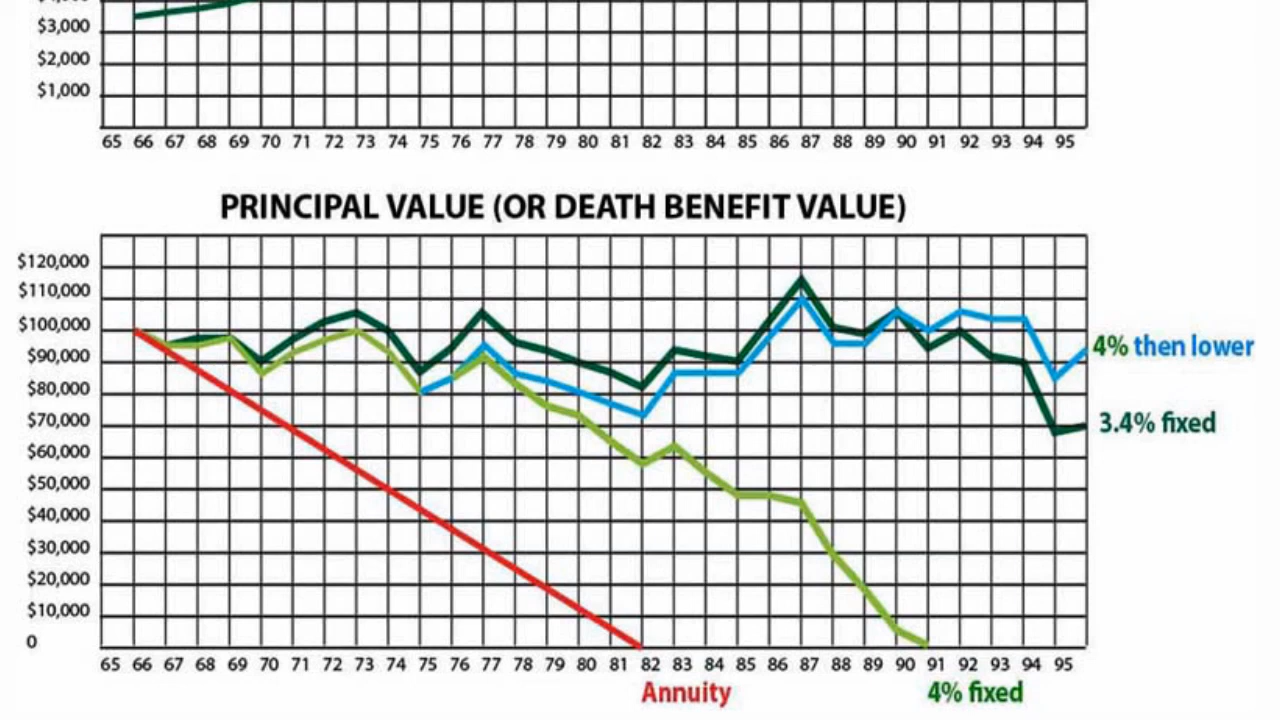 $3,000
$2,000
$1,000
65 66 67 68 69 70 71 72 73 74 75 76 77 78 79 80 81 82 83 84 85 86 87 88 89 90 91 92 93 94 95
PRINCIPAL VALUE (OR DEATH BENEFIT VALUE)
$120,000
$110,000
$100,000
$90,000
$80,000
$70,000
$60,000
$50,000
$40,000
$30,000
$20,000
$10,000
0
4% then lower
3.4% fixed
65 66 67 68 69 70 71 72 73 74 75 76 77 78 79 80 81 82 83 84 85 86 87 88 89 90 91 92 93 94 95
Annuity 4% fixed